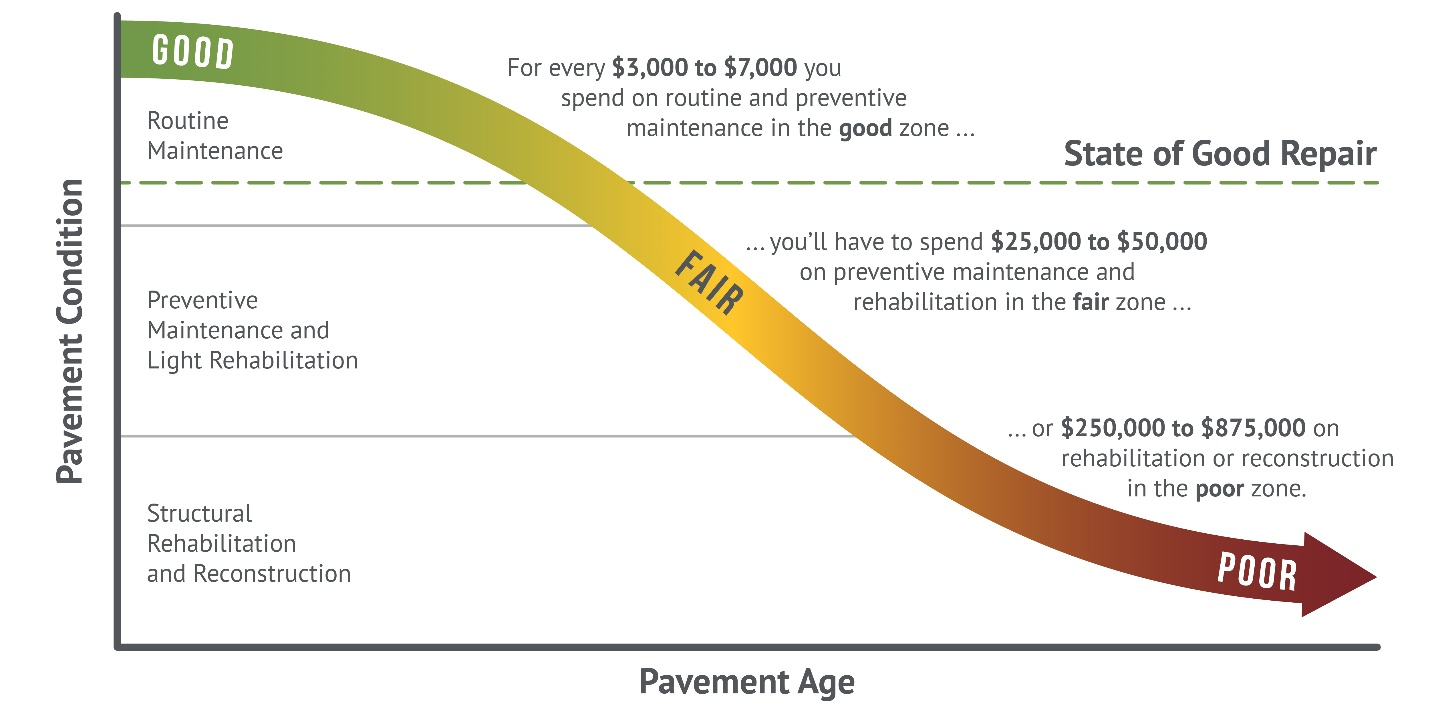 GOOD
For every $3,000 to $7,000 you
spend on routine and preventive
maintenance in the good zone ...
Routine
Maintenance
State of Good Repair
FAIR
... you'll have to spend $25,000 to $50,000
on preventive maintenance and
rehabilitation in the fair zone ...
Preventive
Maintenance and
Light Rehabilitation
... or $250,000 to $875,000 on
rehabilitation or reconstruction
in the poor zone.
Structural
Rehabilitation
and Reconstruction
POOR
Pavement Condition
Pavement Age